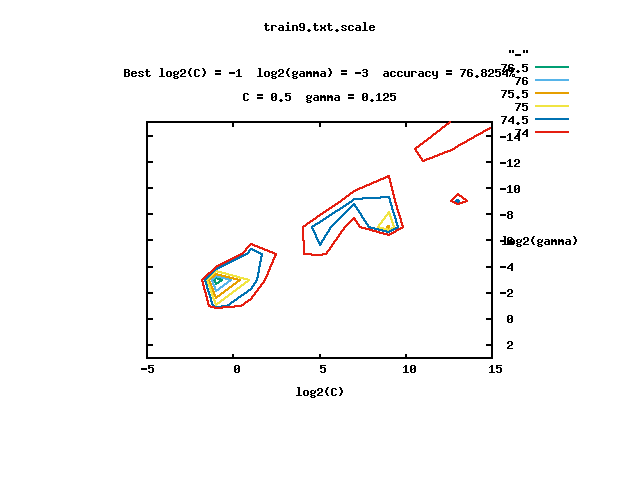 train9.txt.scale
"-"
Best log2(C) = -1  log2(gamma) = -3  accuracy = 76.8254%
76.5
76
C = 0.5  gamma = 0.125
75.5
75
74.5
74
-14
-12
-10
-8
-6
log2(gamma)
-4
-2
0
2
-5 0 5 10 15
log2(C)